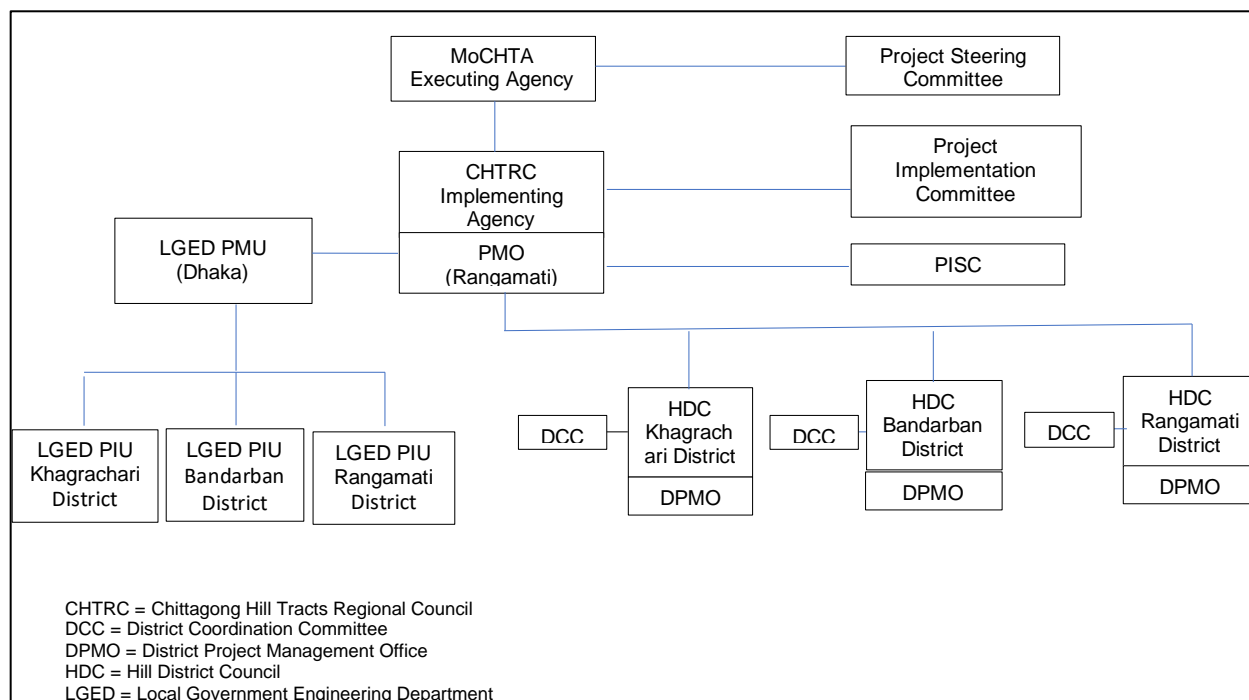 MoCHTA
Executing Agency
Project Steering
Committee
CHTRC
Implementing
Agency
Project
Implementation
Committee
LGED PMU
(Dhaka)
PMO
(Rangamati)
PISC
LGED PIU
Khagrachari
District
LGED PIU
Bandarban
District
LGED PIU
Rangamati
District
DCC
HDC
Khagrach
ari District
DPMO
DCC
HDC
Bandarban
District
DPMO
DCC
HDC
Rangamati
District
DPMO
CHTRC = Chittagong Hill Tracts Regional Council
DCC = District Coordination Committee
DPMO = District Project Management Office
HDC = Hill District Council
LGED = Local Government Engineering Department